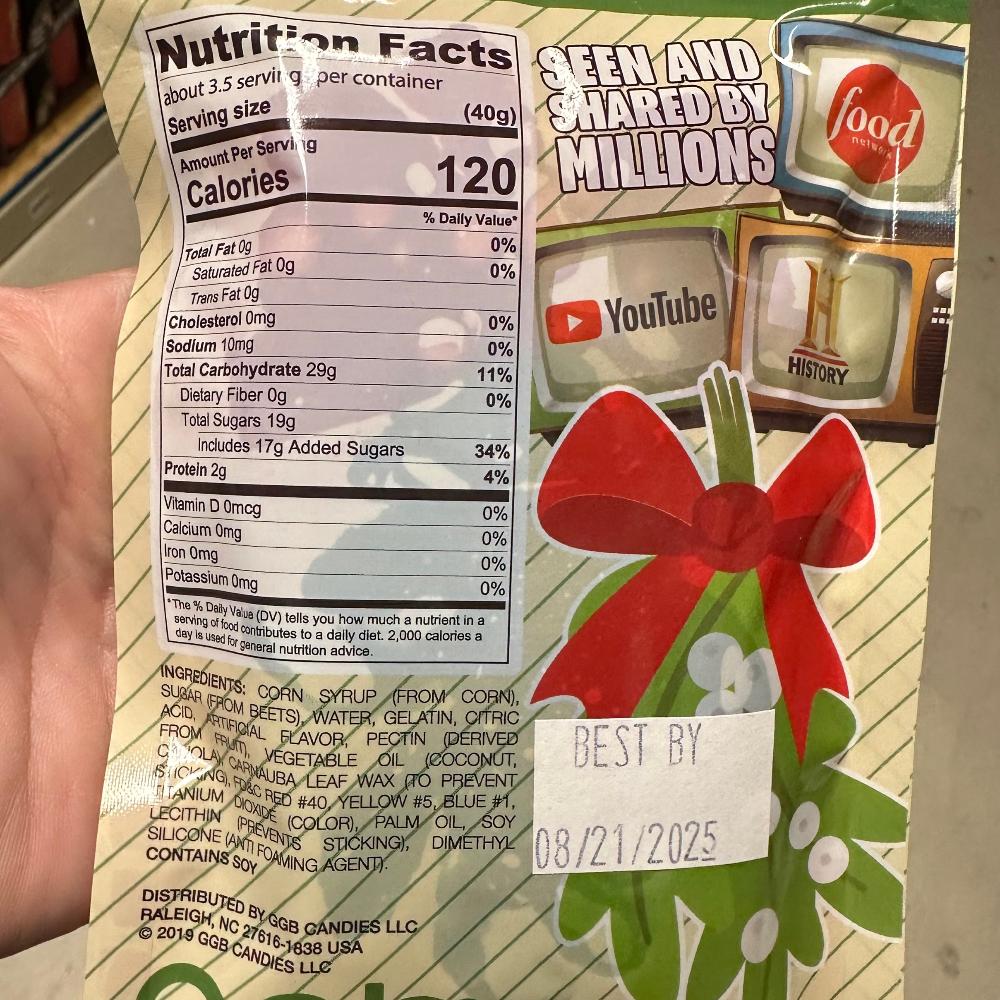 Nutrition Facts
about 3.5 servings per container
Serving size (40g)
Amount Per Serving
Calories 120
% Daily Value*
Total Fat 0g 0%
Saturated Fat 0g 0%
Trans Fat 0g
Cholesterol 0mg 0%
Sodium 10mg 0%
Total Carbohydrate 29g 11%
Dietary Fiber 0g 0%
Total Sugars 19g
Includes 17g Added Sugars 34%
Protein 2g 4%
Vitamin D 0mcg 0%
Calcium 0mg 0%
Iron 0mg 0%
Potassium 0mg 0%
*The % Daily Value (DV) tells you how much a nutrient in a
serving of food contributes to a daily diet. 2,000 calories a
day is used for general nutrition advice.
INGREDIENTS: CORN SYRUP (FROM CORN),
SUGAR (FROM BEETS), WATER, GELATIN, CITRIC
ACID, ARTIFICIAL FLAVOR, PECTIN (DERIVED
FROM FRUIT), VEGETABLE OIL (COCONUT,
CANOLA), CARNAUBA LEAF WAX (TO PREVENT
STICKING), FD&C RED #40, YELLOW #5, BLUE #1,
TITANIUM DIOXIDE (COLOR), PALM OIL, SOY
LECITHIN (PREVENTS STICKING), DIMETHYL
SILICONE (ANTI FOAMING AGENT).
CONTAINS SOY
DISTRIBUTED BY GGB CANDIES LLC
RALEIGH, NC 27616-1838 USA
© 2019 GGB CANDIES LLC
SEEN AND
SHARED BY
MILLIONS
food
network
YouTube
H
HISTORY
BEST BY
08/21/2025